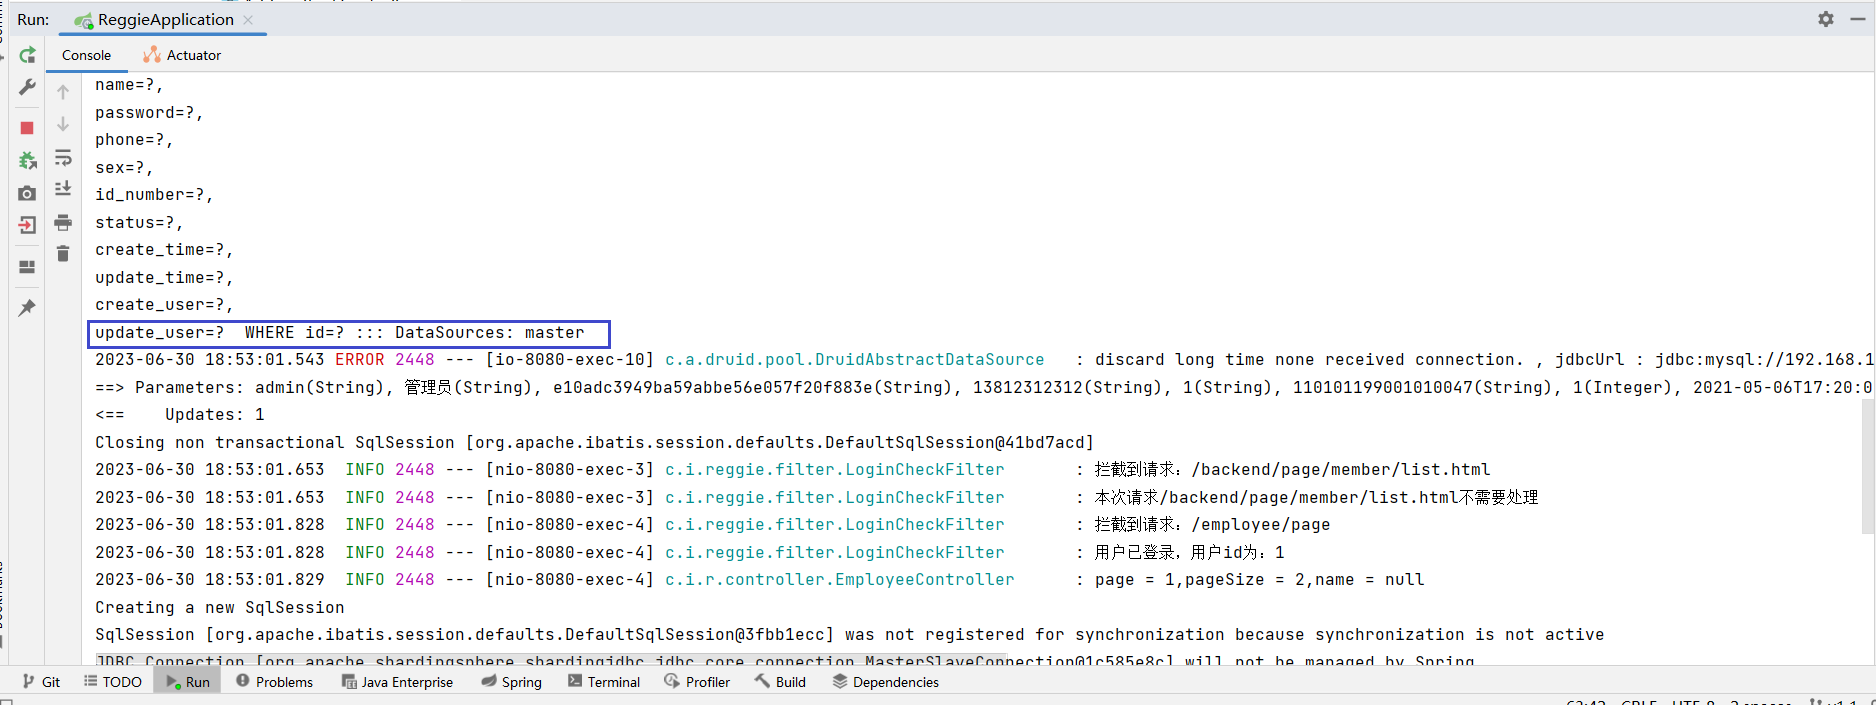 Run: ReggieApplication
Console Actuator
name=?,
password=?,
phone=?,
sex=?,
id_number=?,
status=?,
create_time=?,
update_time=?,
create_user=?,
update_user=?  WHERE id=? ::: DataSources: master
2023-06-30 18:53:01.543 ERROR 2448 --- [io-8080-exec-10] c.a.druid.pool.DruidAbstractDataSource   : discard long time none received connection. , jdbcUrl : jdbc:mysql://192.168.1
==> Parameters: admin(String), 管理员(String), e10adc3949ba59abbe56e057f20f883e(String), 13812312312(String), 1(String), 110101199001010047(String), 1(Integer), 2021-05-06T17:20:0
<==    Updates: 1
Closing non transactional SqlSession [org.apache.ibatis.session.defaults.DefaultSqlSession@41bd7acd]
2023-06-30 18:53:01.653  INFO 2448 --- [nio-8080-exec-3] c.i.reggie.filter.LoginCheckFilter       : 拦截到请求：/backend/page/member/list.html
2023-06-30 18:53:01.653  INFO 2448 --- [nio-8080-exec-3] c.i.reggie.filter.LoginCheckFilter       : 本次请求/backend/page/member/list.html不需要处理
2023-06-30 18:53:01.828  INFO 2448 --- [nio-8080-exec-4] c.i.reggie.filter.LoginCheckFilter       : 拦截到请求：/employee/page
2023-06-30 18:53:01.828  INFO 2448 --- [nio-8080-exec-4] c.i.reggie.filter.LoginCheckFilter       : 用户已登录，用户id为：1
2023-06-30 18:53:01.829  INFO 2448 --- [nio-8080-exec-4] c.i.r.controller.EmployeeController      : page = 1,pageSize = 2,name = null
Creating a new SqlSession
SqlSession [org.apache.ibatis.session.defaults.DefaultSqlSession@3fbb1ecc] was not registered for synchronization because synchronization is not active
JDBC Connection [org.apache.shardingsphere.shardingjdbc.jdbc.core.connection.MasterSlaveConnection@1c585e8c] will not be managed by Spring
Git TODO Run Problems Java Enterprise Spring Terminal Profiler Build Dependencies